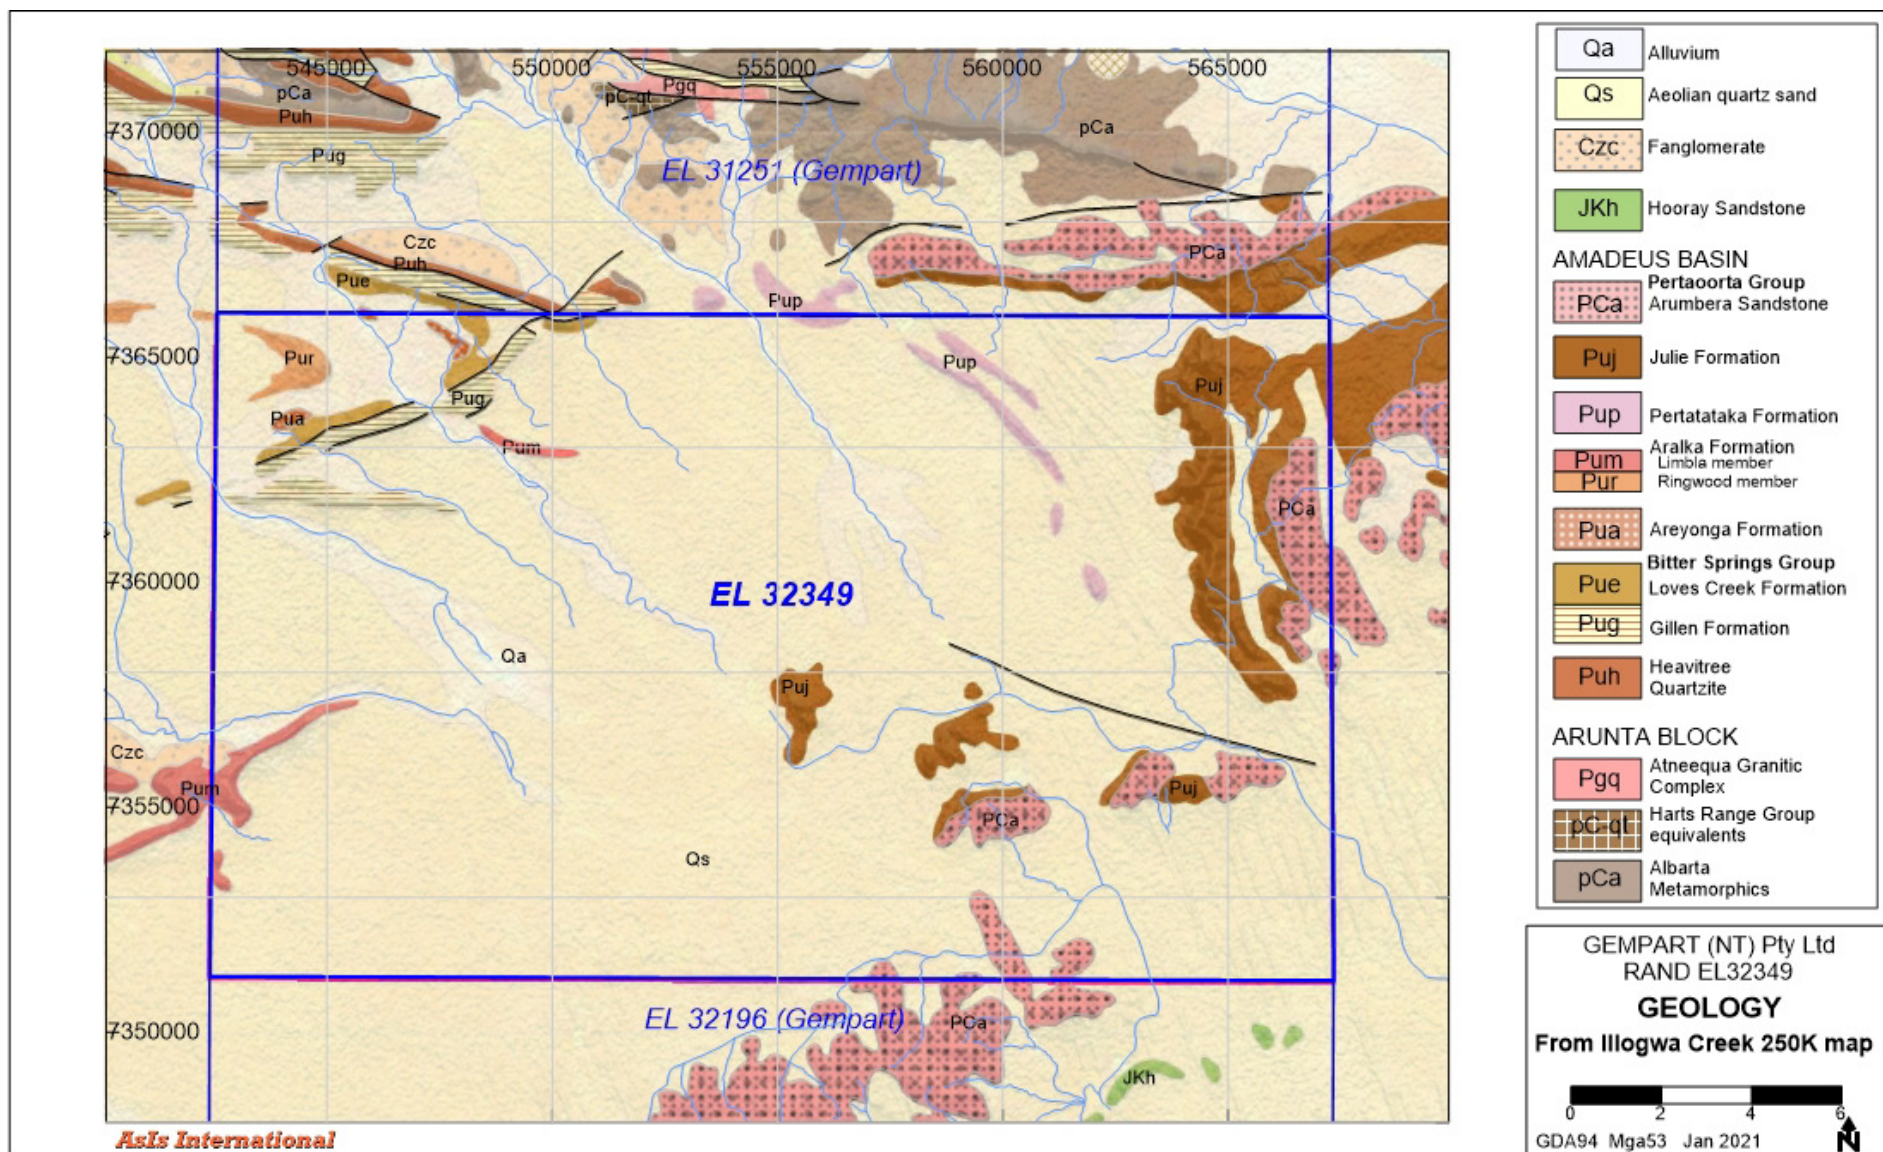 545000
550000
555000
560000
565000
pCa
Pgq
pC-qt
Puh
7370000
pCa
Pug
EL 31251 (Gempart)
Czc
PCa
Puh
Pue
Pup
7365000
Pur
Pup
Puj
Pug
Pua
Pum
PCa
7360000
EL 32349
Qa
Puj
Czc
Pum
Puj
7355000
PCa
Qs
EL 32196 (Gempart)
PCa
7350000
JKh
AsIs International
Qa Alluvium
Qs Aeolian quartz sand
Czc Fanglomerate
JKh Hooray Sandstone
AMADEUS BASIN
Pertaoorta Group
PCa Arumbera Sandstone
Puj Julie Formation
Pup Pertatataka Formation
Aralka Formation
Pum Limbla member
Pur Ringwood member
Pua Areyonga Formation
Bitter Springs Group
Pue Loves Creek Formation
Pug Gillen Formation
Puh Heavitree
Quartzite
ARUNTA BLOCK
Pgq Atneequa Granitic
Complex
pC-qt Harts Range Group
equivalents
pCa Albarta
Metamorphics
GEMPART (NT) Pty Ltd
RAND EL32349
GEOLOGY
From Illogwa Creek 250K map
0 2 4 6
GDA94 Mga53 Jan 2021
N